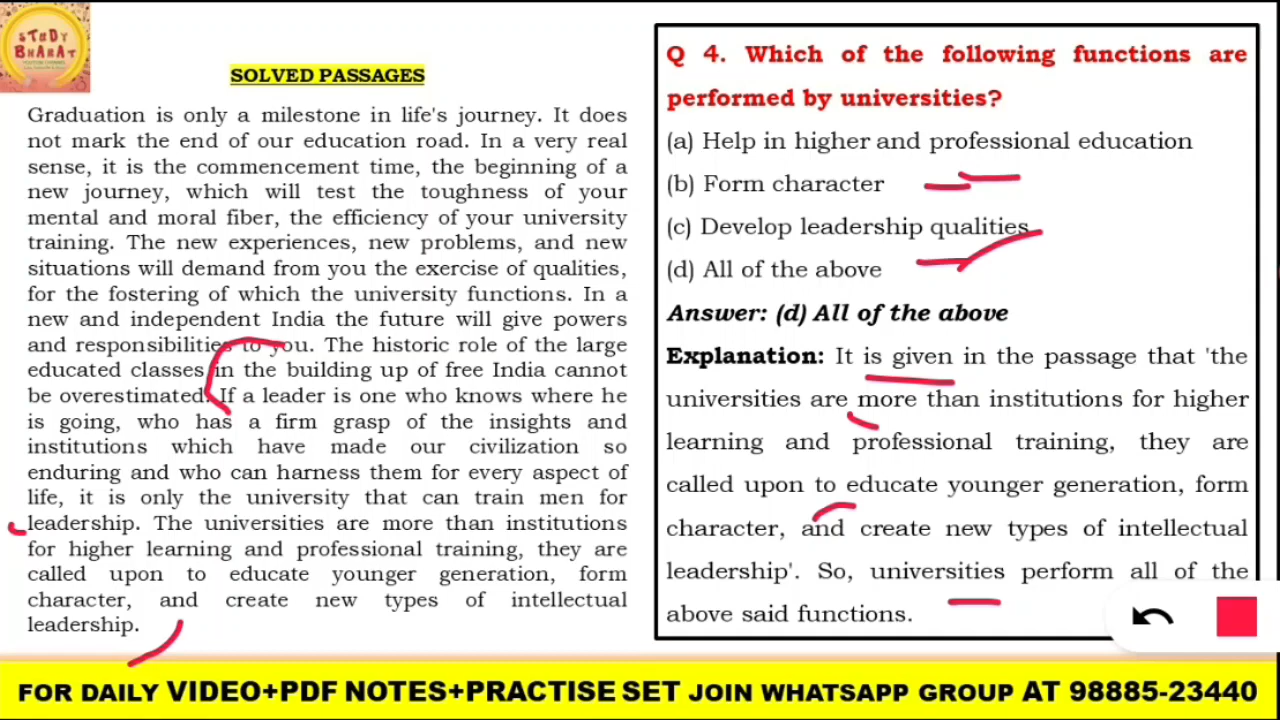 STUDY
BHARAT
SOLVED PASSAGES
Graduation is only a milestone in life's journey. It does
not mark the end of our education road. In a very real
sense, it is the commencement time, the beginning of a
new journey, which will test the toughness of your
mental and moral fiber, the efficiency of your university
training. The new experiences, new problems, and new
situations will demand from you the exercise of qualities,
for the fostering of which the university functions. In a
new and independent India the future will give powers
and responsibilities to you. The historic role of the large
educated classes in the building up of free India cannot
be overestimated. If a leader is one who knows where he
is going, who has a firm grasp of the insights and
institutions which have made our civilization so
enduring and who can harness them for every aspect of
life, it is only the university that can train men for
leadership. The universities are more than institutions
for higher learning and professional training, they are
called upon to educate younger generation, form
character, and create new types of intellectual
leadership.
Q 4. Which of the following functions are
performed by universities?
(a) Help in higher and professional education
(b) Form character
(c) Develop leadership qualities
(d) All of the above
Answer: (d) All of the above
Explanation: It is given in the passage that 'the
universities are more than institutions for higher
learning and professional training, they are
called upon to educate younger generation, form
character, and create new types of intellectual
leadership'. So, universities perform all of the
above said functions.
FOR DAILY VIDEO+PDF NOTES+PRACTISE SET JOIN WHATSAPP GROUP AT 98885-23440